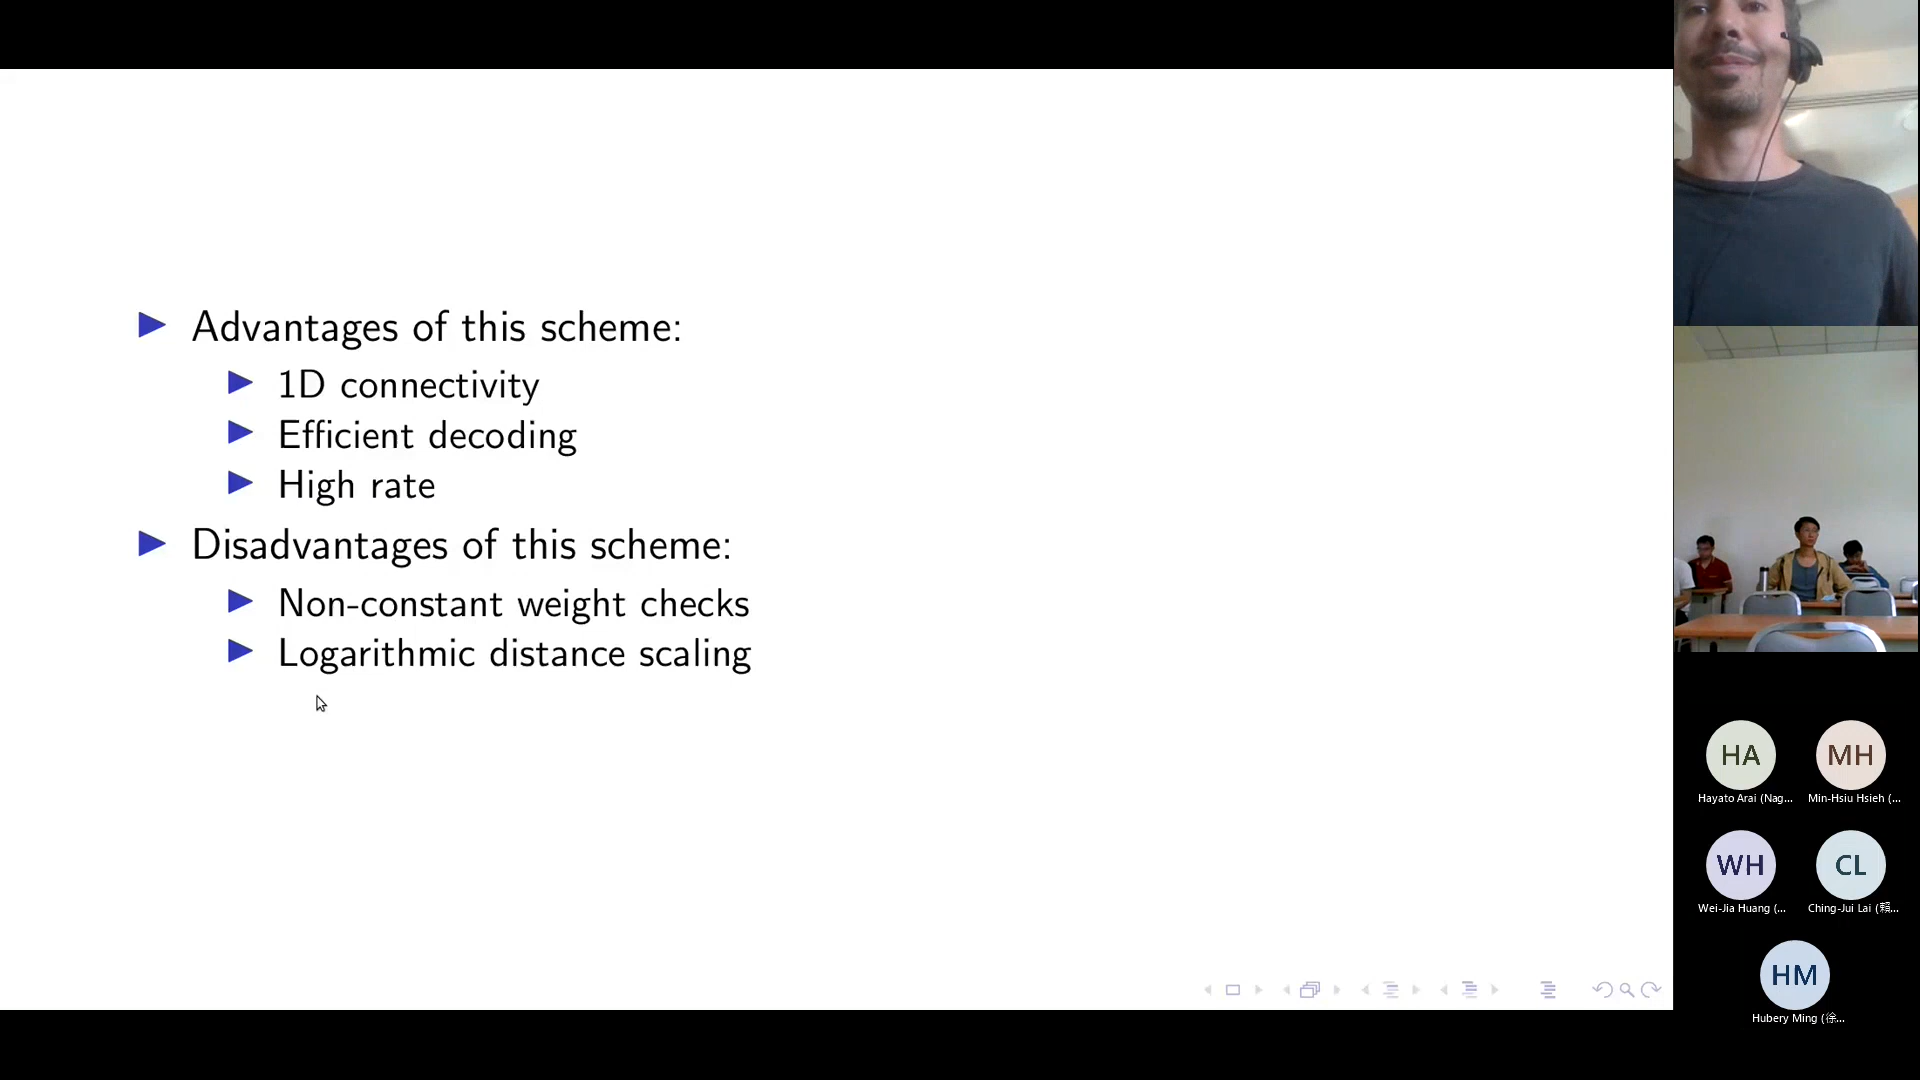 Advantages of this scheme:
1D connectivity
Efficient decoding
High rate
Disadvantages of this scheme:
Non-constant weight checks
Logarithmic distance scaling
HA
Hayato Arai (Nag...
MH
Min-Hsiu Hsieh (...
WH
Wei-Jia Huang (...
CL
Ching-Jui Lai (賴...
HM
Hubery Ming (徐...